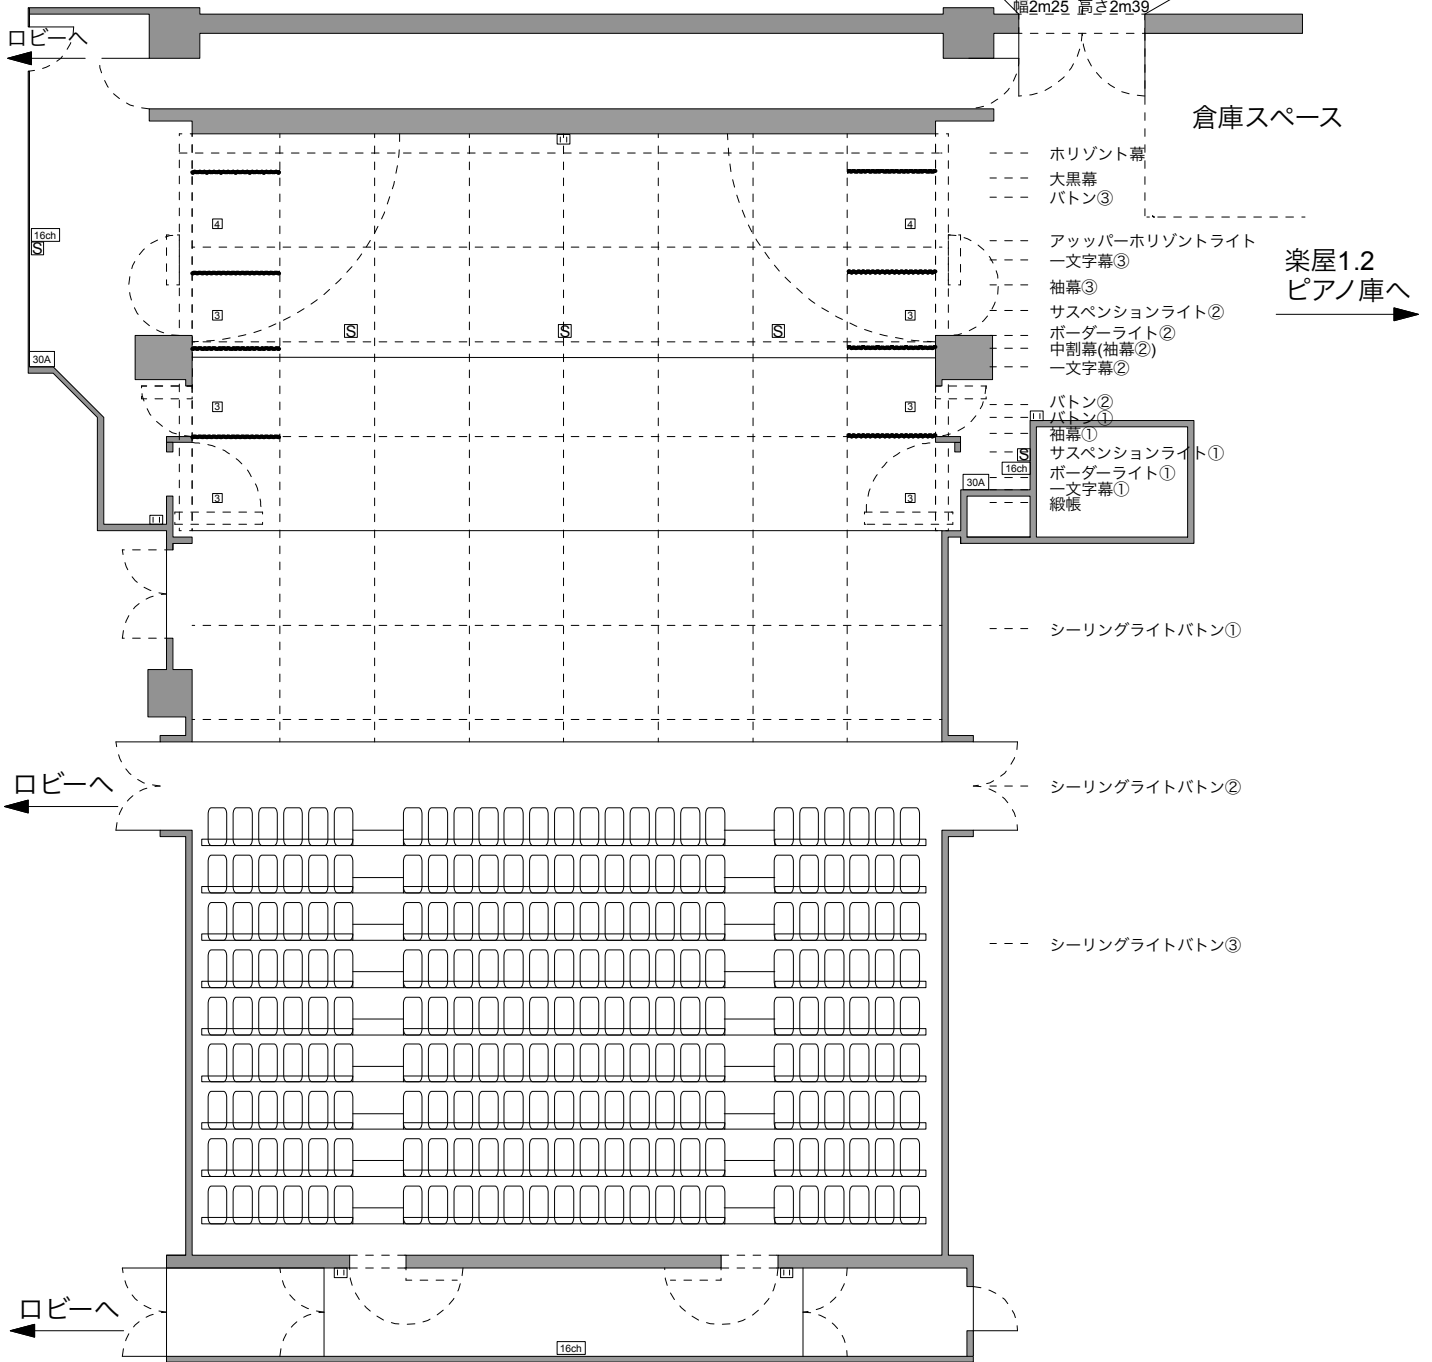 幅2m25 高さ2m39
ロビーへ
倉庫スペース
ホリゾント幕
大黒幕
バトン③
4
4
16ch
S
アッッパーホリゾントライト
一文字幕③
楽屋1.2
ピアノ庫へ
袖幕③
サスペンションライト②
3
3
S
S
S
ボーダーライト②
中割幕(袖幕②)
30A
一文字幕②
バトン②
3
3
バトン①
袖幕①
サスペンションライト①
S
16ch
ボーダーライト①
30A
一文字幕①
3
3
緞帳
シーリングライトバトン①
ロビーへ
シーリングライトバトン②
シーリングライトバトン③
ロビーへ
16ch